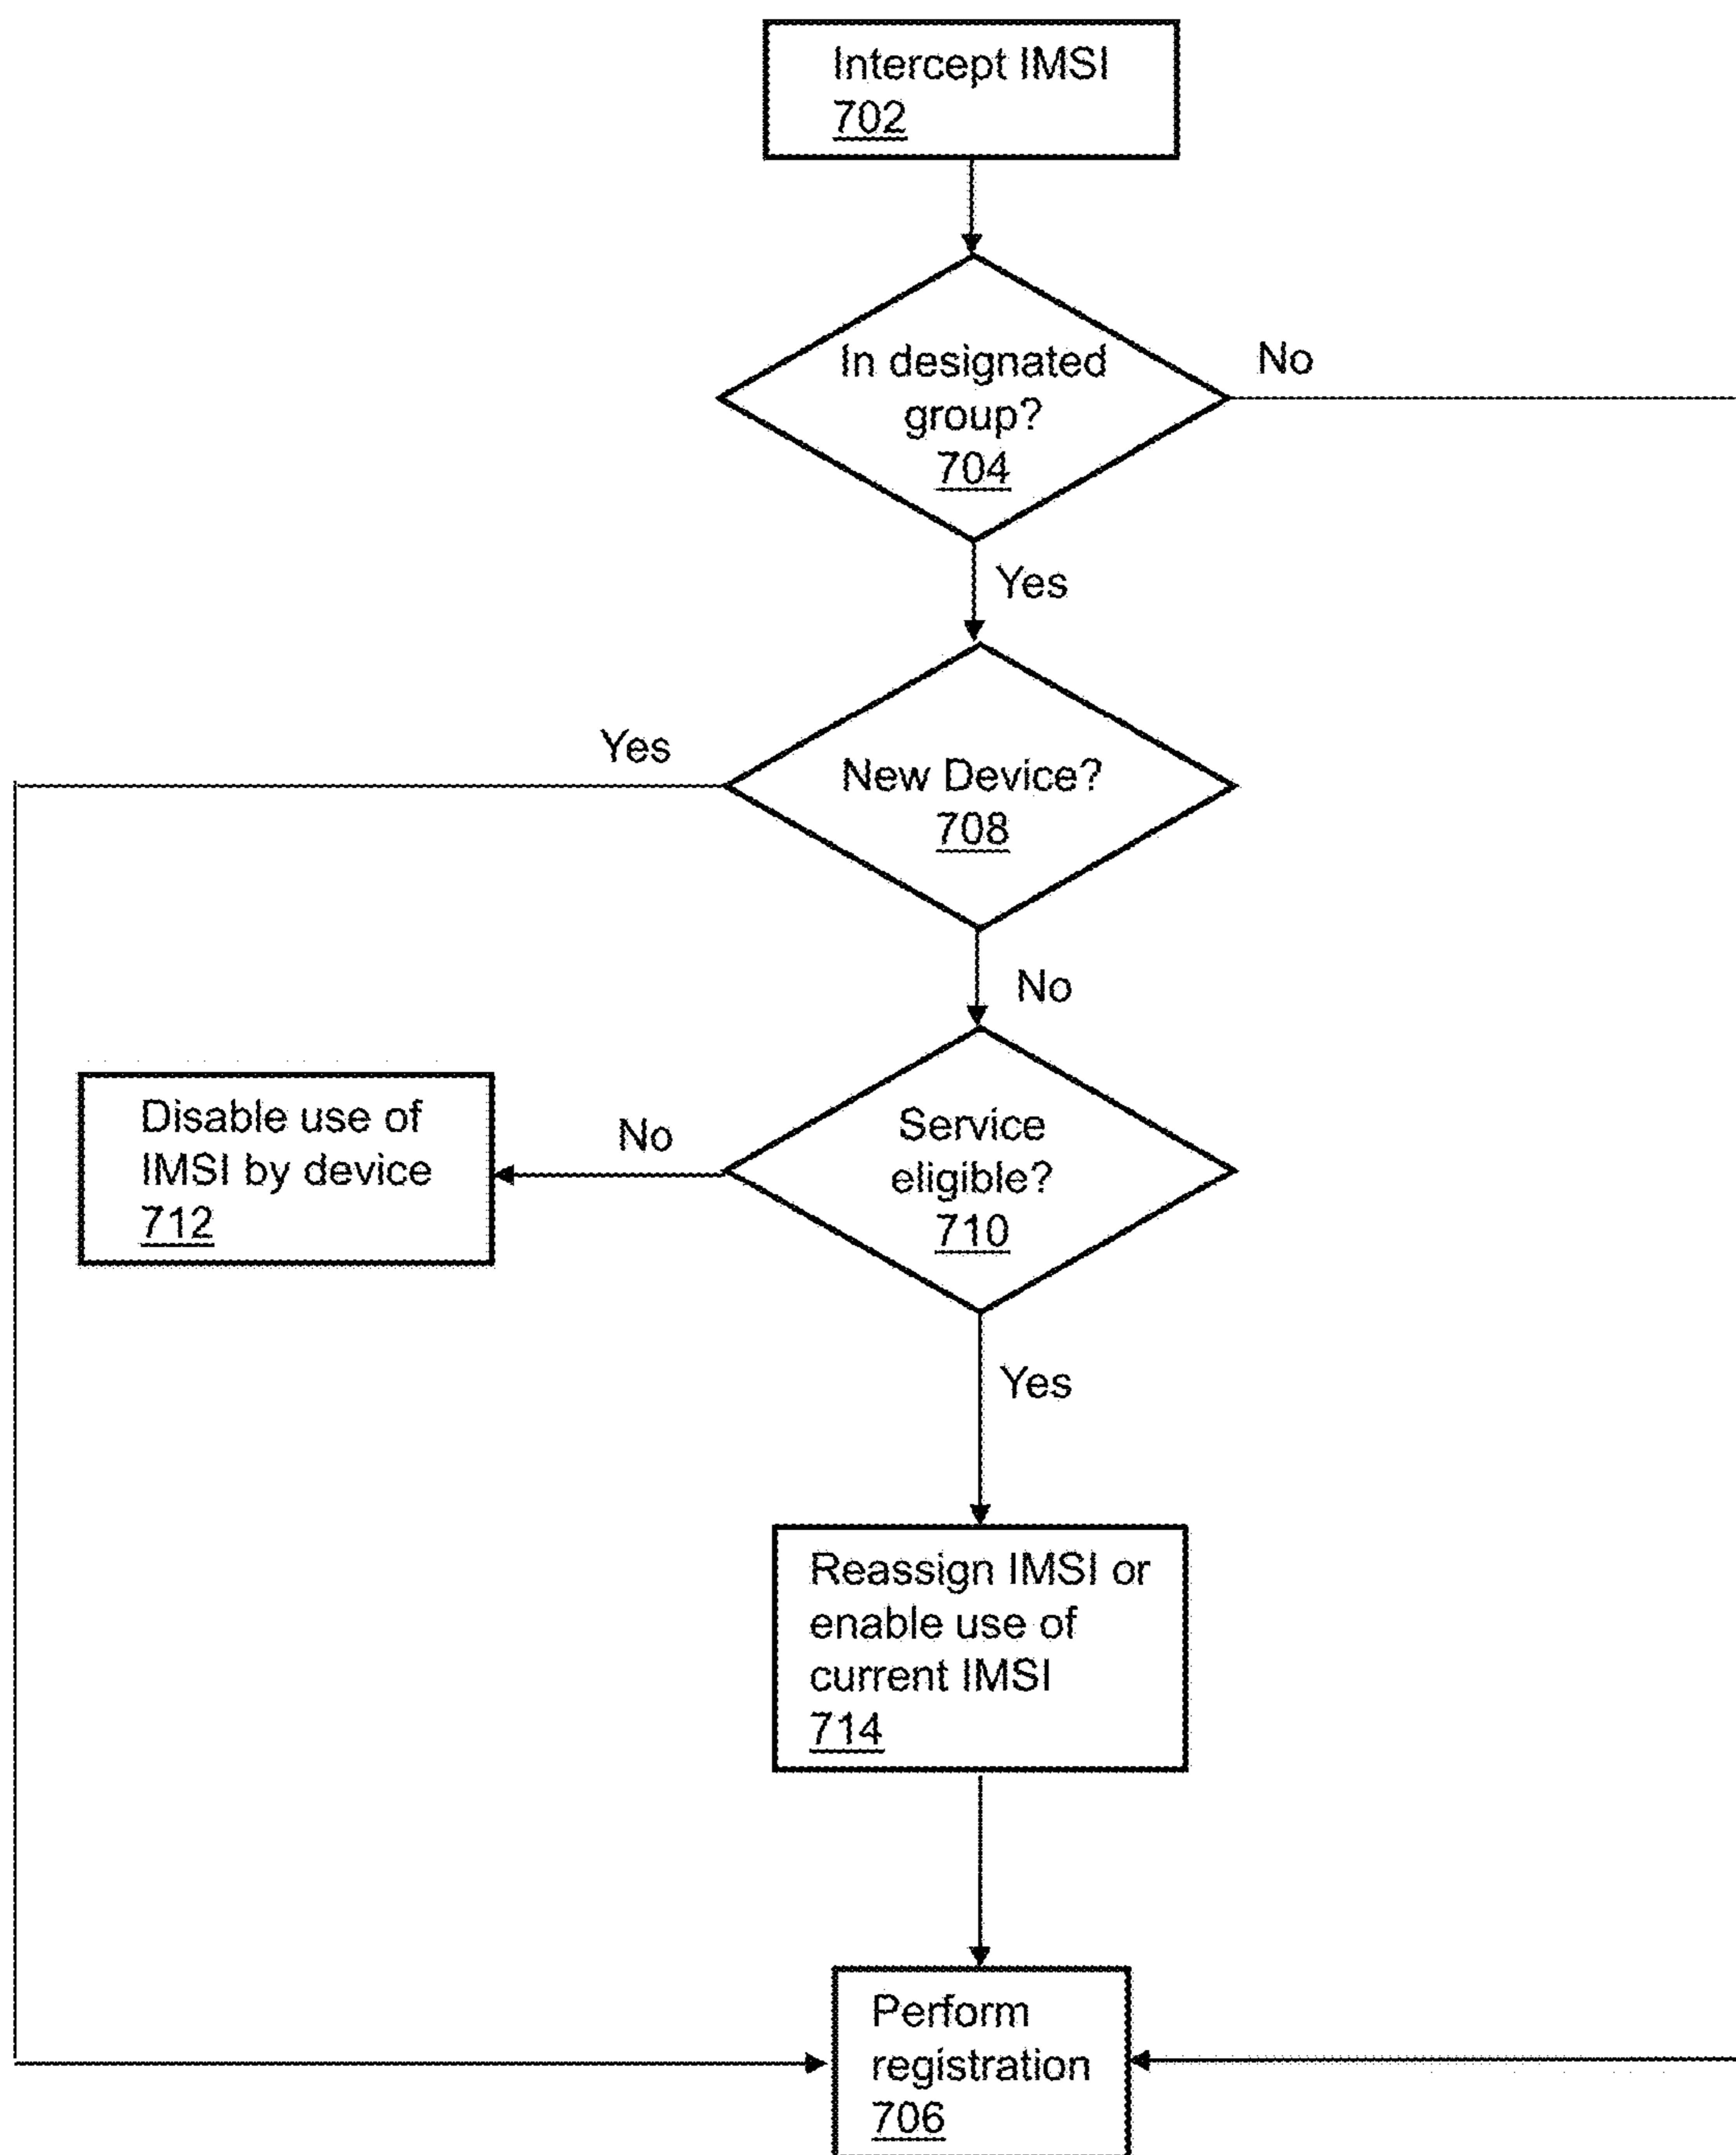 Intercept IMSI
702
In designated
group?
704
No
Yes
New Device?
708
Yes
No
Service
eligible?
710
No
Disable use of
IMSI by device
712
Yes
Reassign IMSI or
enable use of
current IMSI
714
Perform
registration
706